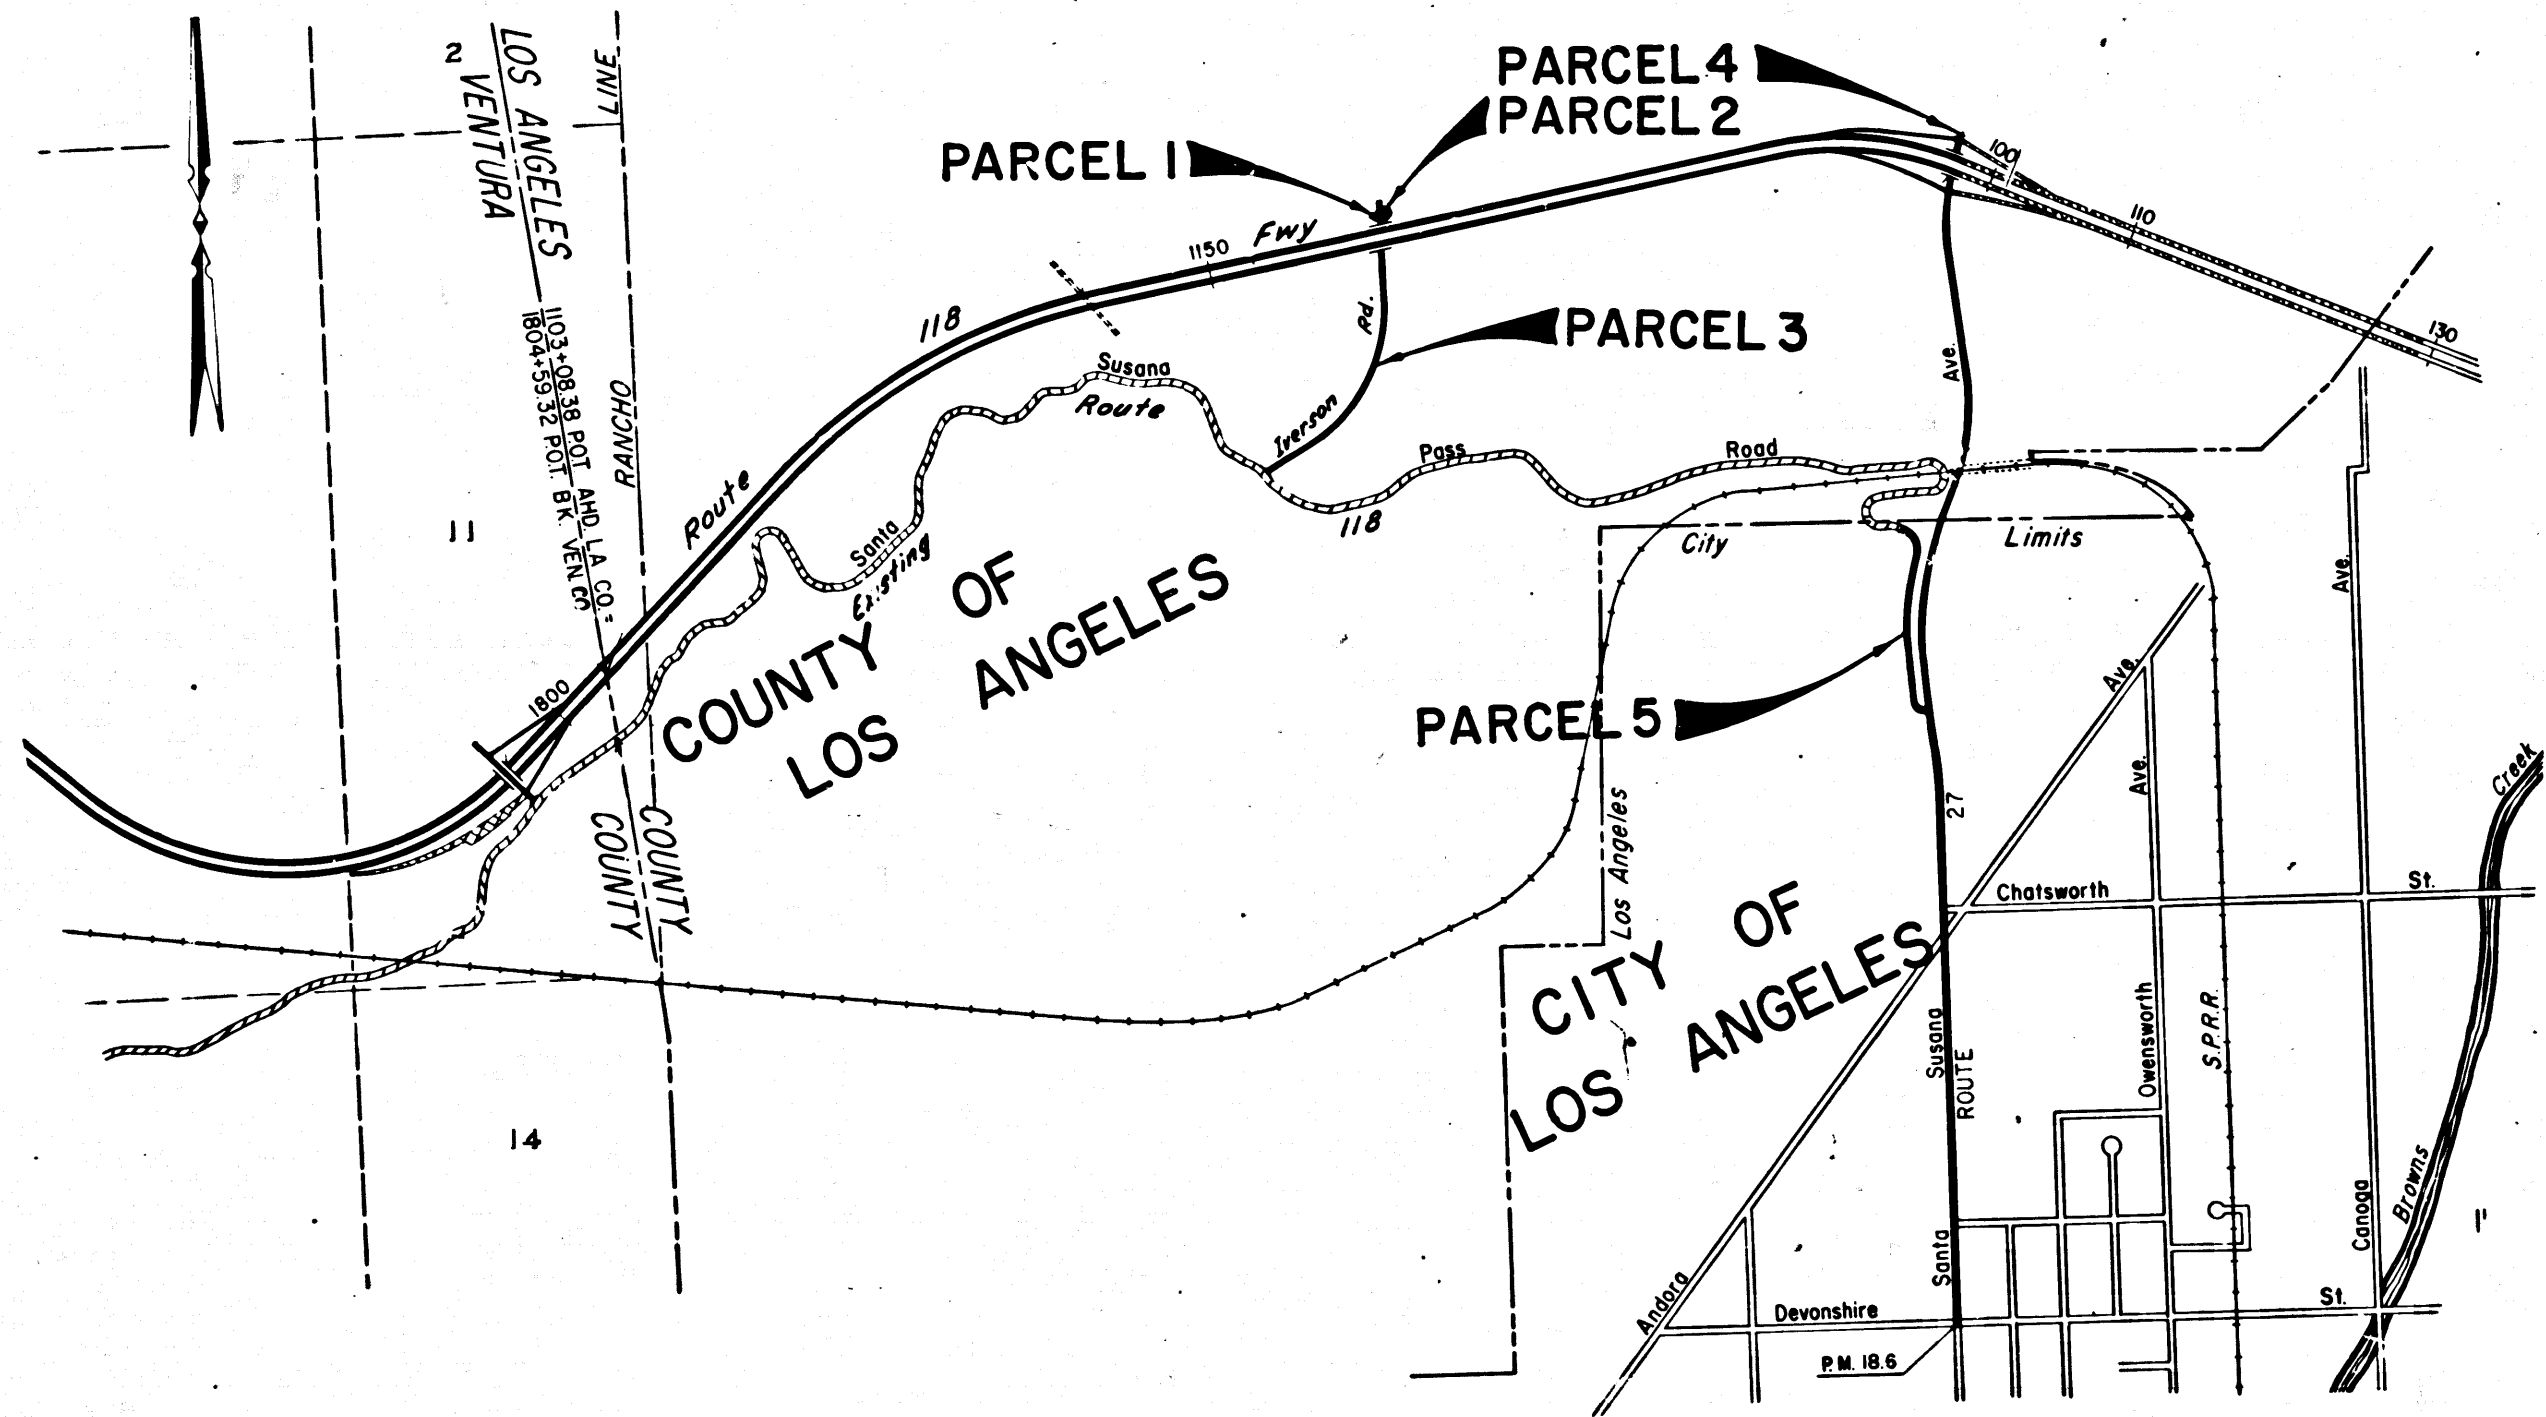 PARCEL 4
PARCEL 2
PARCEL 1
PARCEL 3
PARCEL 5
2
LOS ANGELES
VENTURA
LINE
RANCHO
1103+08.38 P.O.T. AHD. LA CO. =
1804+59.32 P.O.T. BK. VEN. CO.
11
14
1800
Route 118 Fwy
1150
100
110
130
Iverson Rd.
Santa Susana Pass Road
Existing Route 118
COUNTY OF
LOS ANGELES
COUNTY
COUNTY
City Limits
Los Angeles
CITY OF
LOS ANGELES
Santa Susana Ave.
ROUTE 27
Chatsworth St.
Devonshire St.
Andora Ave.
Owensworth Ave.
S.P.R.R.
Canoga Ave.
Browns Creek
P.M. 18.6